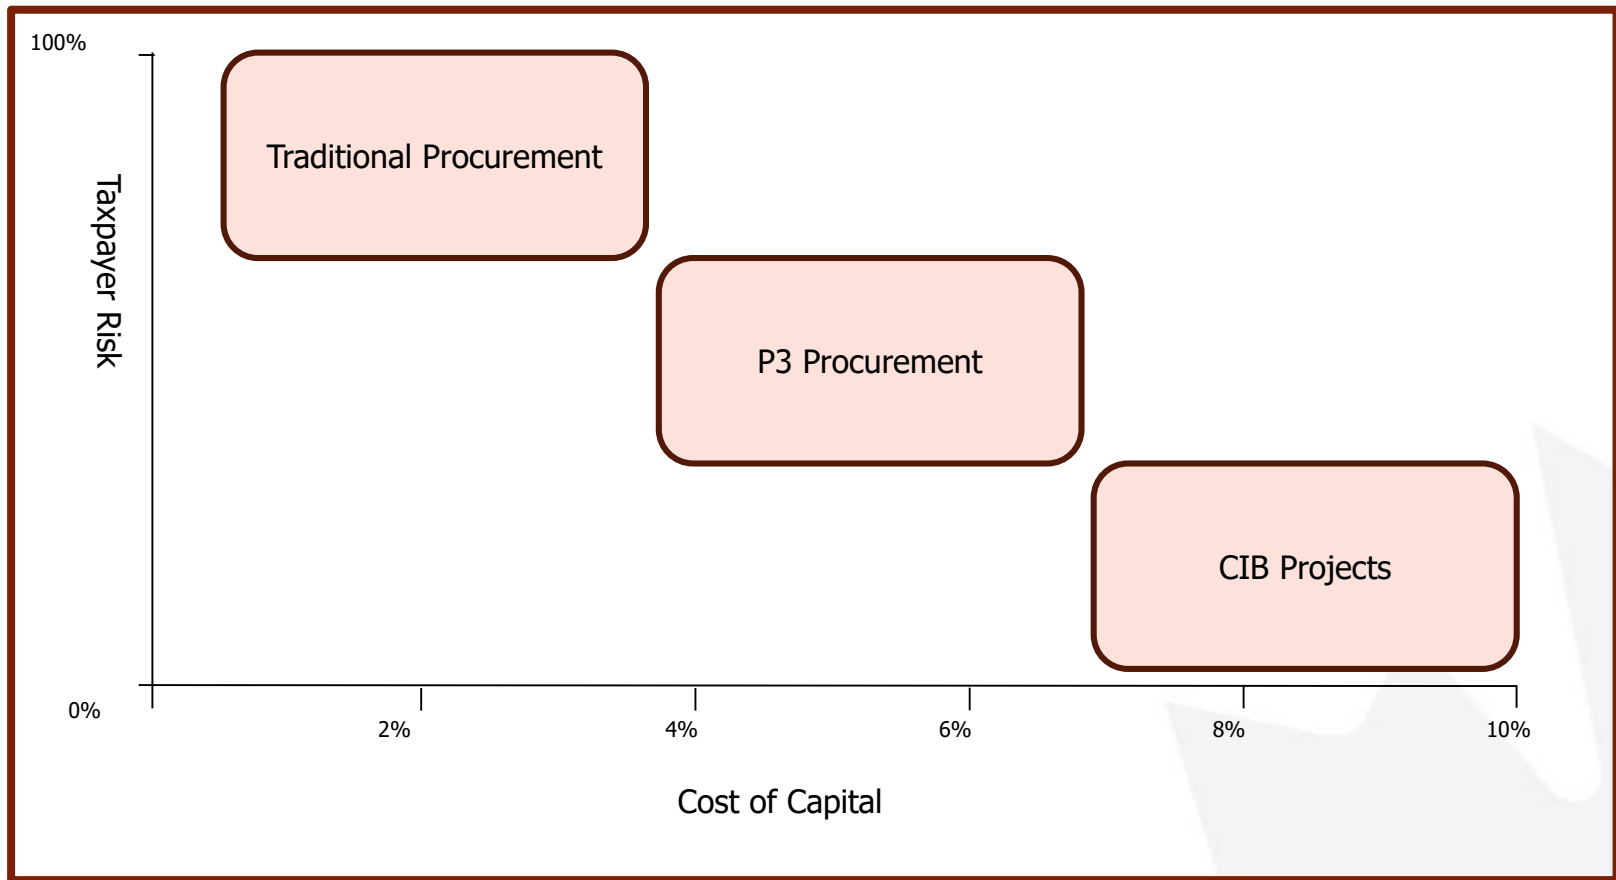 100%
Traditional Procurement
Taxpayer Risk
P3 Procurement
CIB Projects
0%
2%
4%
6%
8%
10%
Cost of Capital